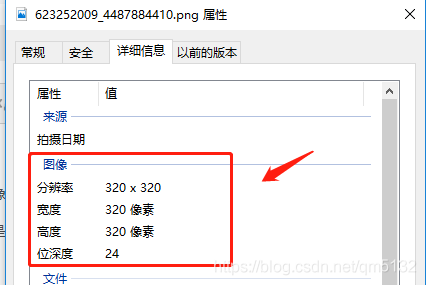 623252009_4487884410.png 属性
常规 安全 详细信息 以前的版本
属性 值
来源
拍摄日期
图像
分辨率 320 x 320
宽度 320 像素
高度 320 像素
位深度 24
文件
https://blog.csdn.net/qm5132